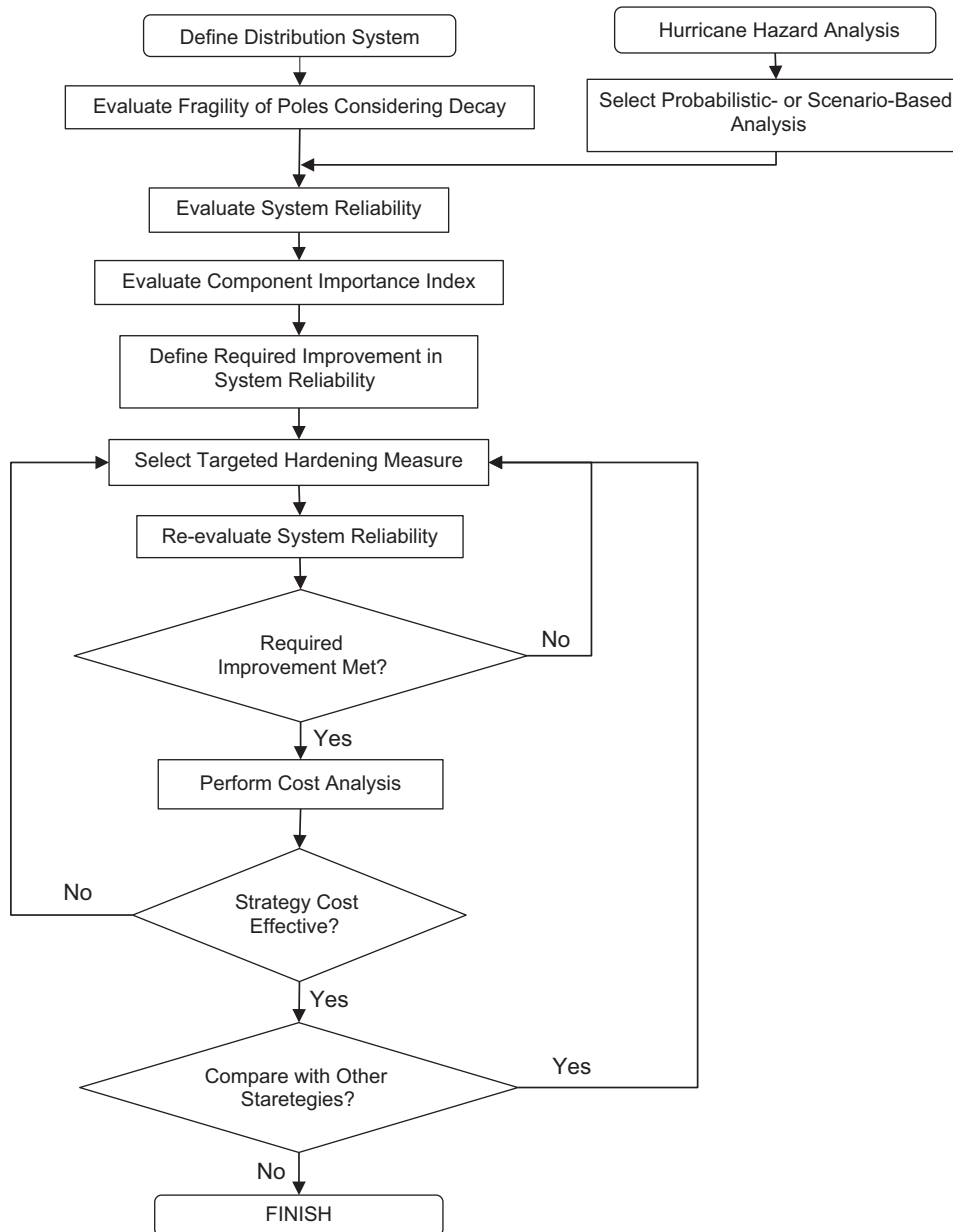 Define Distribution System
Hurricane Hazard Analysis
Evaluate Fragility of Poles Considering Decay
Select Probabilistic- or Scenario-Based
Analysis
Evaluate System Reliability
Evaluate Component Importance Index
Define Required Improvement in
System Reliability
Select Targeted Hardening Measure
Re-evaluate System Reliability
Required
Improvement Met?
No
Yes
Perform Cost Analysis
No
Strategy Cost
Effective?
Yes
Compare with Other
Staretegies?
Yes
No
FINISH